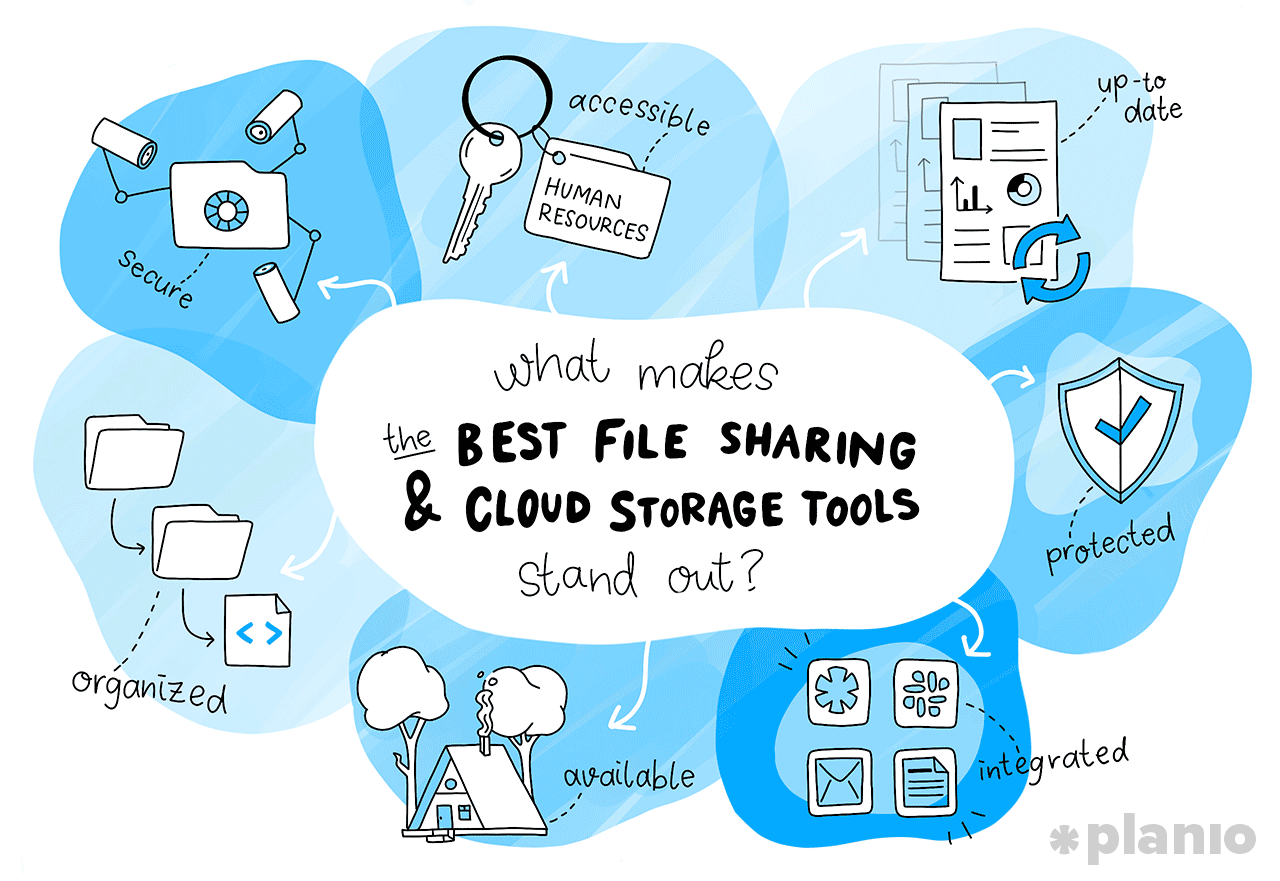 accessible
HUMAN
RESOURCES
up-to
date
secure
what makes
the BEST FILE SHARING
& CLOUD STORAGE TOOLS
stand out?
protected
organized
available
integrated
planio